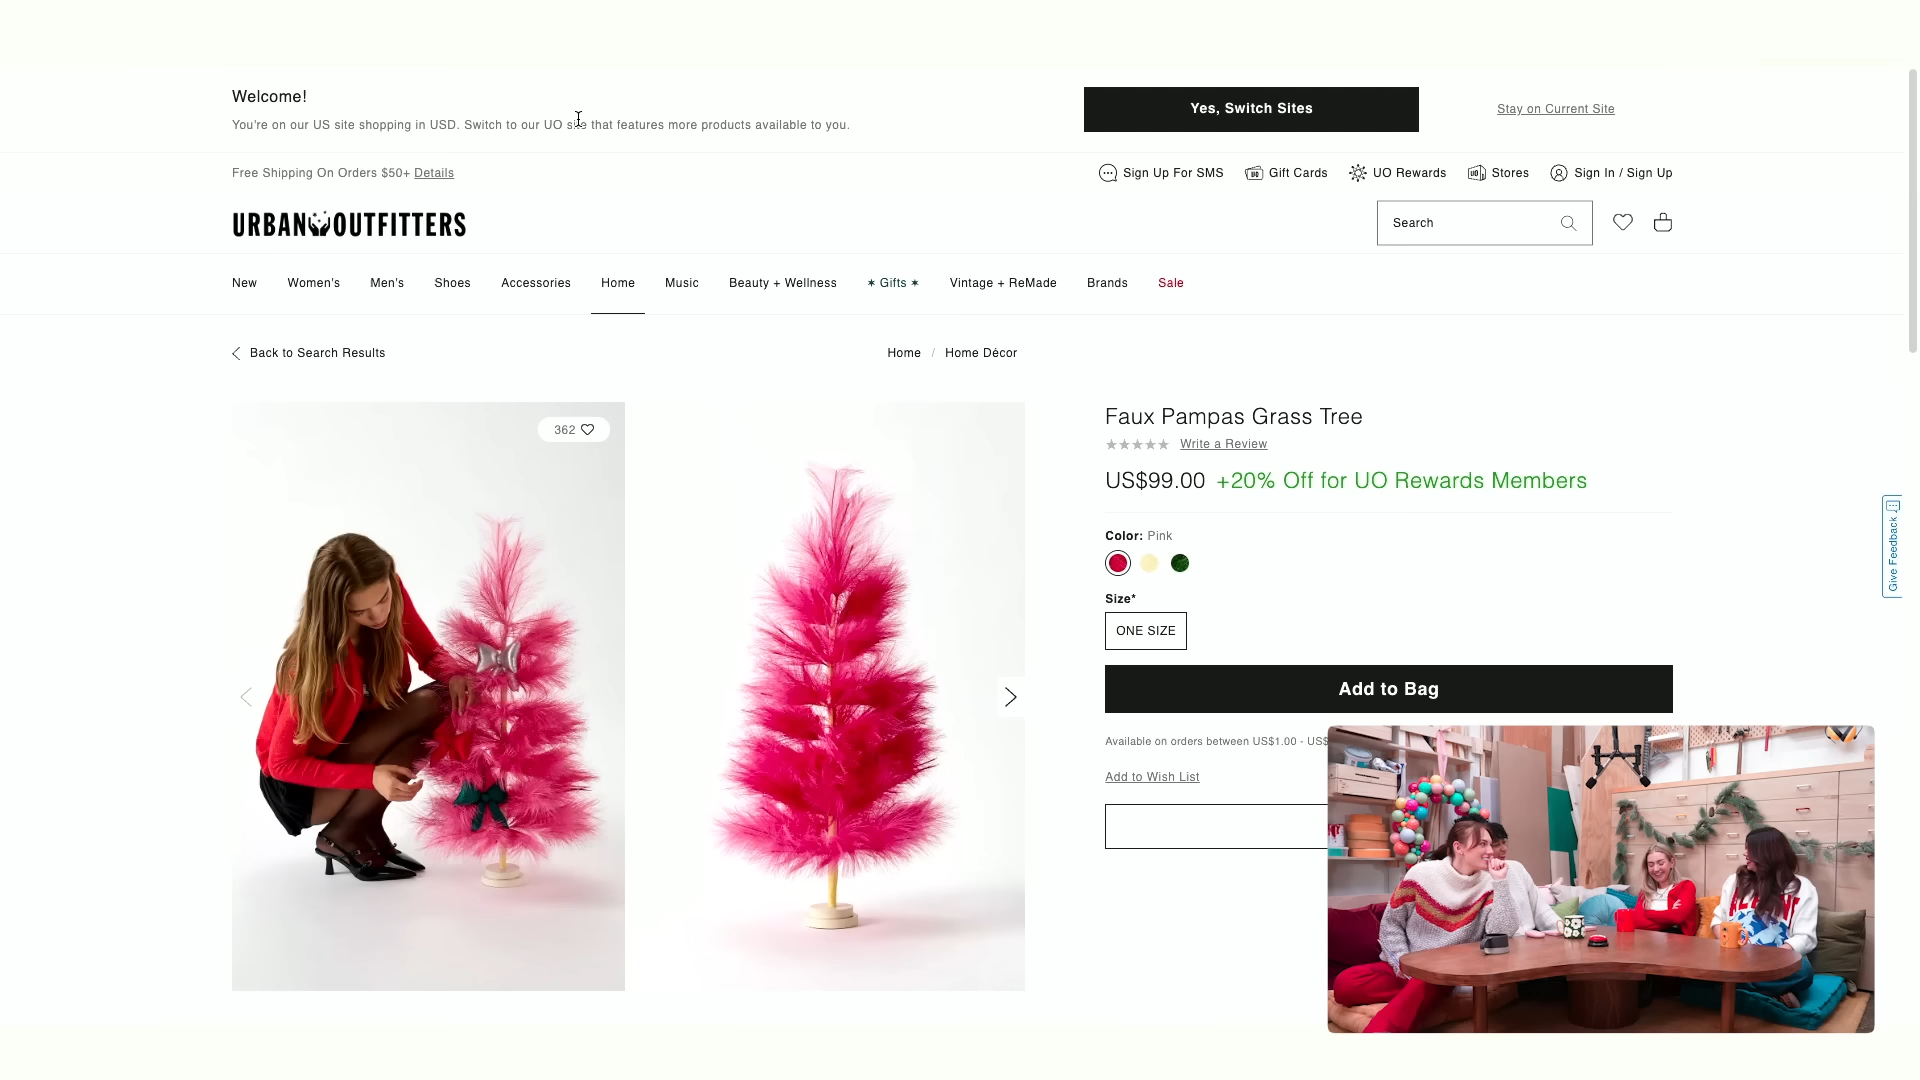 Welcome!
You're on our US site shopping in USD. Switch to our UO site that features more products available to you.
Yes, Switch Sites
Stay on Current Site
Free Shipping On Orders $50+ Details
Sign Up For SMS
Gift Cards
UO Rewards
Stores
Sign In / Sign Up
URBAN OUTFITTERS
Search
New
Women's
Men's
Shoes
Accessories
Home
Music
Beauty + Wellness
✶ Gifts ✶
Vintage + ReMade
Brands
Sale
Back to Search Results
Home / Home Décor
362
Faux Pampas Grass Tree
Write a Review
US$99.00 +20% Off for UO Rewards Members
Color: Pink
Size*
ONE SIZE
Add to Bag
Available on orders between US$1.00 - US$
Add to Wish List
Give Feedback